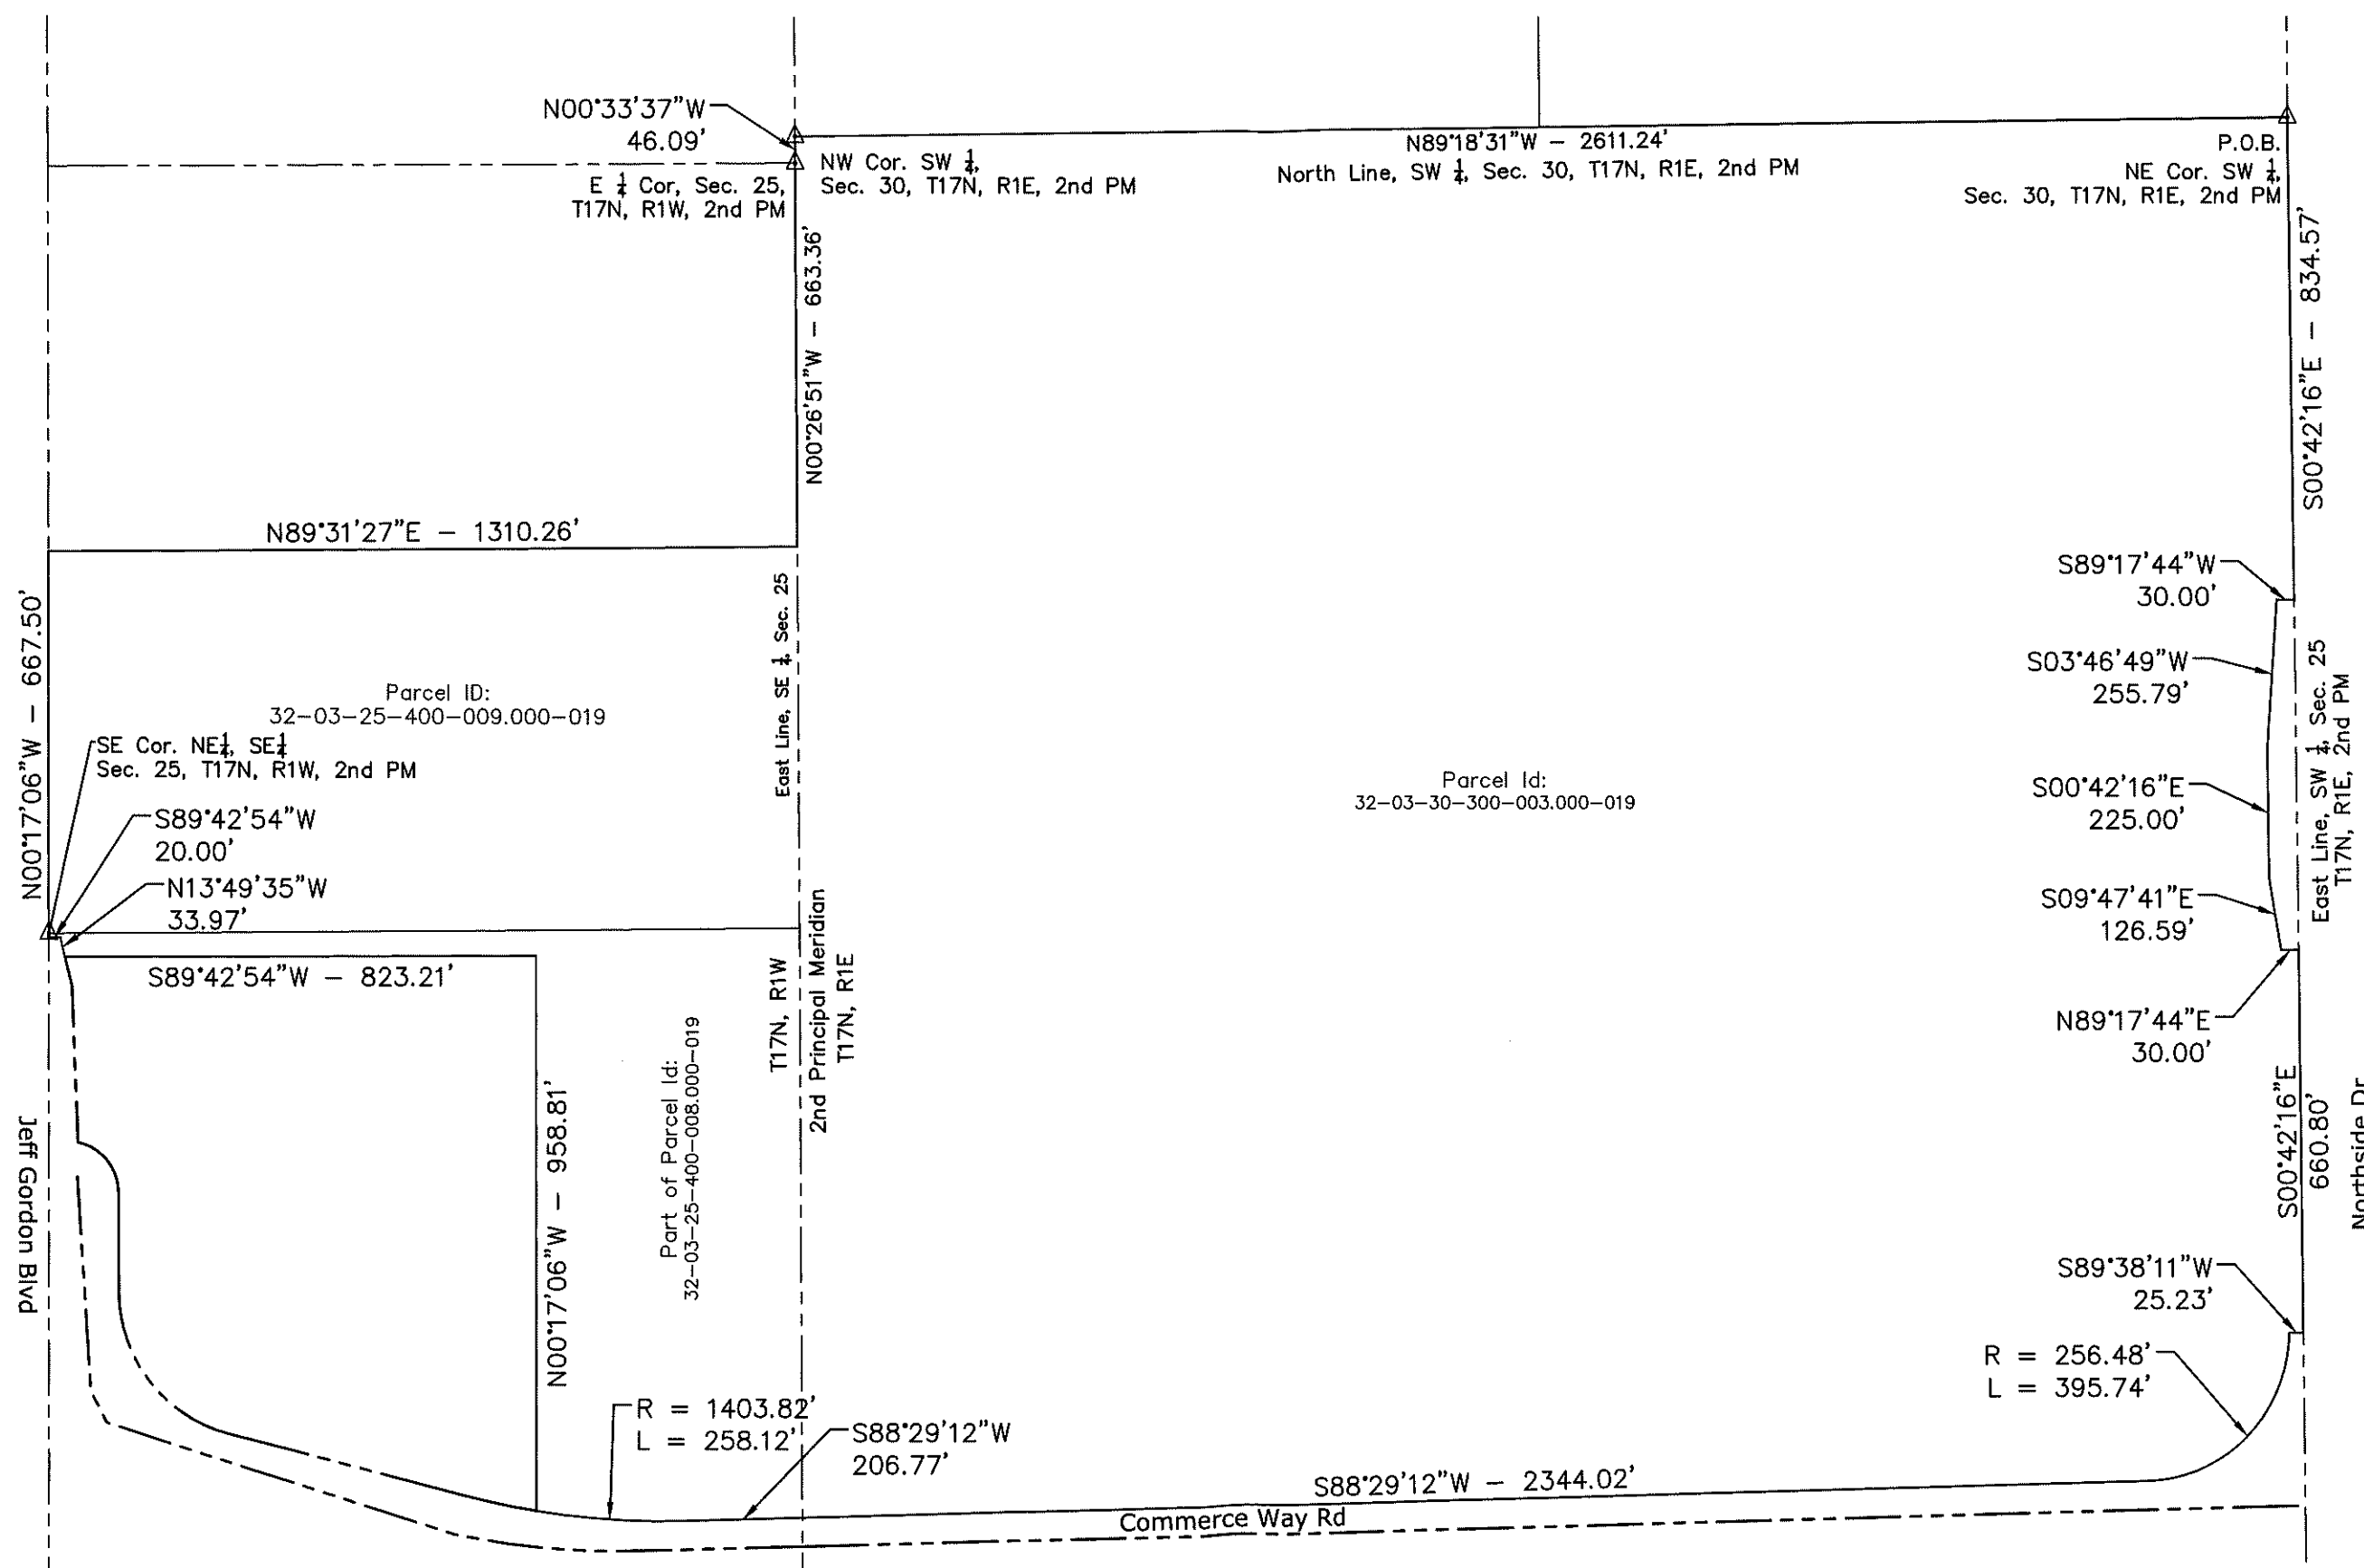 N00°33'37"W
46.09'
E ¼ Cor, Sec. 25,
T17N, R1W, 2nd PM
NW Cor. SW ¼,
Sec. 30, T17N, R1E, 2nd PM
N89°18'31"W – 2611.24'
North Line, SW ¼, Sec. 30, T17N, R1E, 2nd PM
P.O.B.
NE Cor. SW ¼,
Sec. 30, T17N, R1E, 2nd PM
N00°26'51"W – 663.36'
S00°42'16"E – 834.57'
N89°31'27"E – 1310.26'
N00°17'06"W – 667.50'
East Line, SE ¼, Sec. 25
Parcel ID:
32-03-25-400-009.000-019
SE Cor. NE¼, SE¼
Sec. 25, T17N, R1W, 2nd PM
S89°42'54"W
20.00'
N13°49'35"W
33.97'
S89°42'54"W – 823.21'
Parcel Id:
32-03-30-300-003.000-019
S89°17'44"W
30.00'
S03°46'49"W
255.79'
S00°42'16"E
225.00'
S09°47'41"E
126.59'
N89°17'44"E
30.00'
East Line, SW ¼, Sec. 25
T17N, R1E, 2nd PM
T17N, R1W
2nd Principal Meridian
T17N, R1E
Part of Parcel Id:
32-03-25-400-008.000-019
N00°17'06"W – 958.81'
Jeff Gordon Blvd
S00°42'16"E
660.80'
Northside Dr
S89°38'11"W
25.23'
R = 256.48'
L = 395.74'
R = 1403.82'
L = 258.12'
S88°29'12"W
206.77'
S88°29'12"W – 2344.02'
Commerce Way Rd